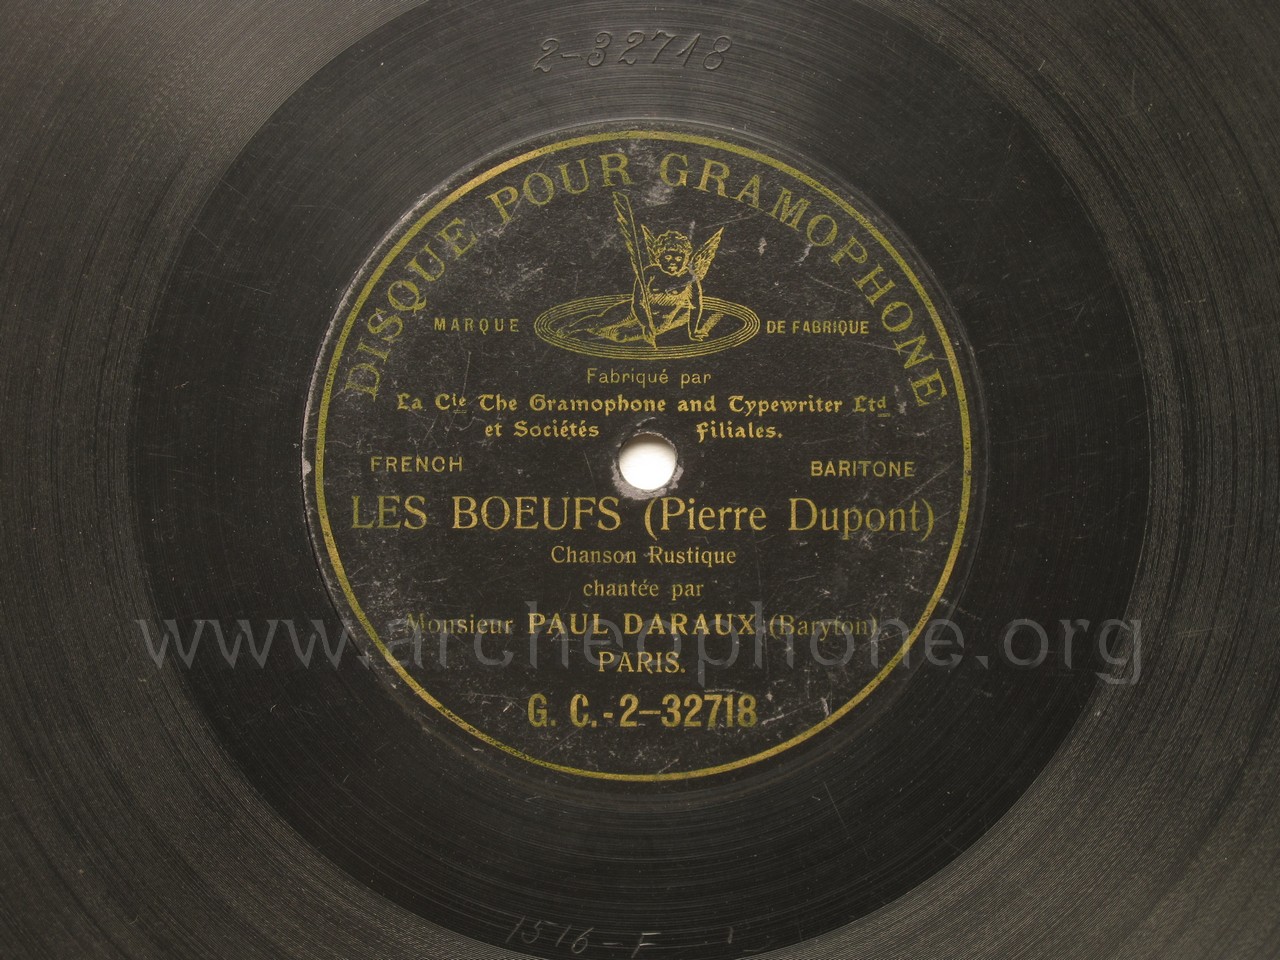 2-32718
DISQUE POUR GRAMOPHONE
MARQUE DE FABRIQUE
Fabriqué par
La Cie The Gramophone and Typewriter Ltd
et Sociétés filiales.
FRENCH BARITONE
LES BOEUFS (Pierre Dupont)
Chanson Rustique
chantée par
Monsieur PAUL DARAUX (Baryton)
www.archeophone.org
PARIS.
G. C.-2-32718
1516-F